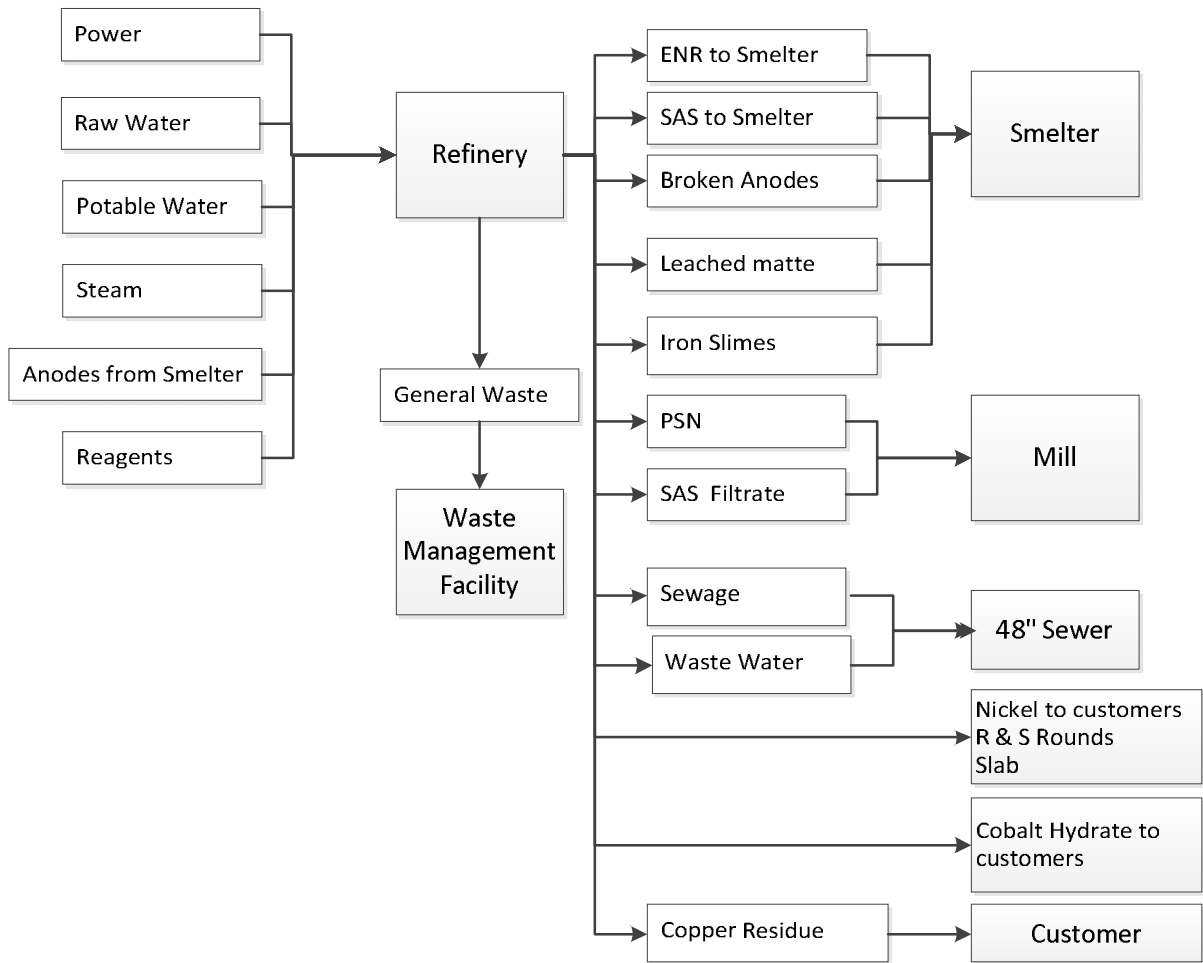 Power
Raw Water
Potable Water
Steam
Anodes from Smelter
Reagents
Refinery
General Waste
Waste
Management
Facility
ENR to Smelter
SAS to Smelter
Broken Anodes
Leached matte
Iron Slimes
PSN
SAS Filtrate
Sewage
Waste Water
Copper Residue
Smelter
Mill
48" Sewer
Nickel to customers
R & S Rounds
Slab
Cobalt Hydrate to
customers
Customer